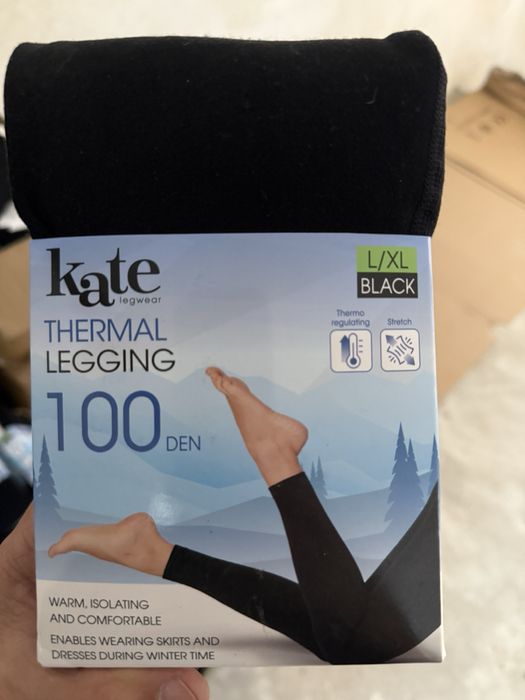 kate
legwear
L/XL
BLACK
THERMAL
LEGGING
100 DEN
Thermo
regulating
Stretch
WARM, ISOLATING
AND COMFORTABLE
ENABLES WEARING SKIRTS AND
DRESSES DURING WINTER TIME